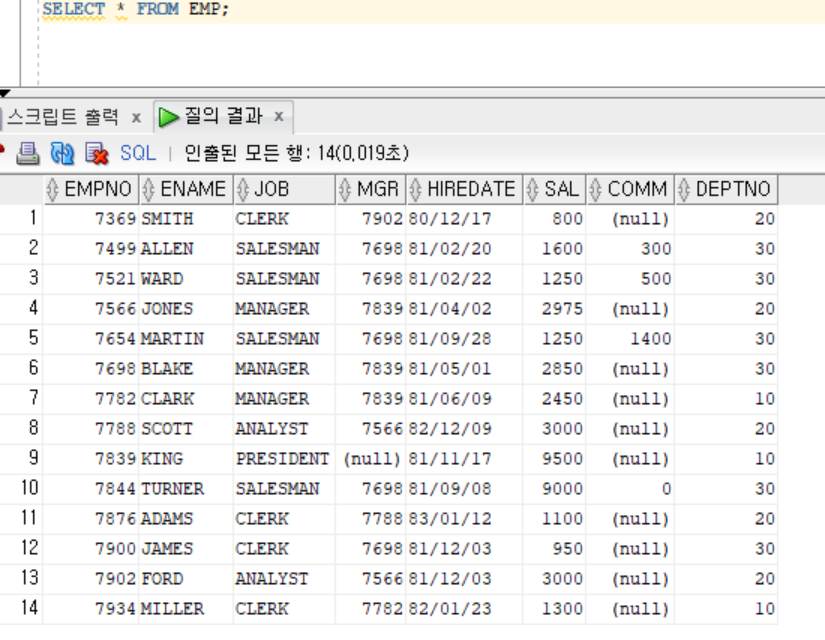 SELECT * FROM EMP;
스크립트 출력 x 질의 결과 x
SQL | 인출된 모든 행: 14(0,019초)
EMPNO ENAME JOB MGR HIREDATE SAL COMM DEPTNO
1 7369 SMITH CLERK 7902 80/12/17 800 (null) 20
2 7499 ALLEN SALESMAN 7698 81/02/20 1600 300 30
3 7521 WARD SALESMAN 7698 81/02/22 1250 500 30
4 7566 JONES MANAGER 7839 81/04/02 2975 (null) 20
5 7654 MARTIN SALESMAN 7698 81/09/28 1250 1400 30
6 7698 BLAKE MANAGER 7839 81/05/01 2850 (null) 30
7 7782 CLARK MANAGER 7839 81/06/09 2450 (null) 10
8 7788 SCOTT ANALYST 7566 82/12/09 3000 (null) 20
9 7839 KING PRESIDENT (null) 81/11/17 9500 (null) 10
10 7844 TURNER SALESMAN 7698 81/09/08 9000 0 30
11 7876 ADAMS CLERK 7788 83/01/12 1100 (null) 20
12 7900 JAMES CLERK 7698 81/12/03 950 (null) 30
13 7902 FORD ANALYST 7566 81/12/03 3000 (null) 20
14 7934 MILLER CLERK 7782 82/01/23 1300 (null) 10